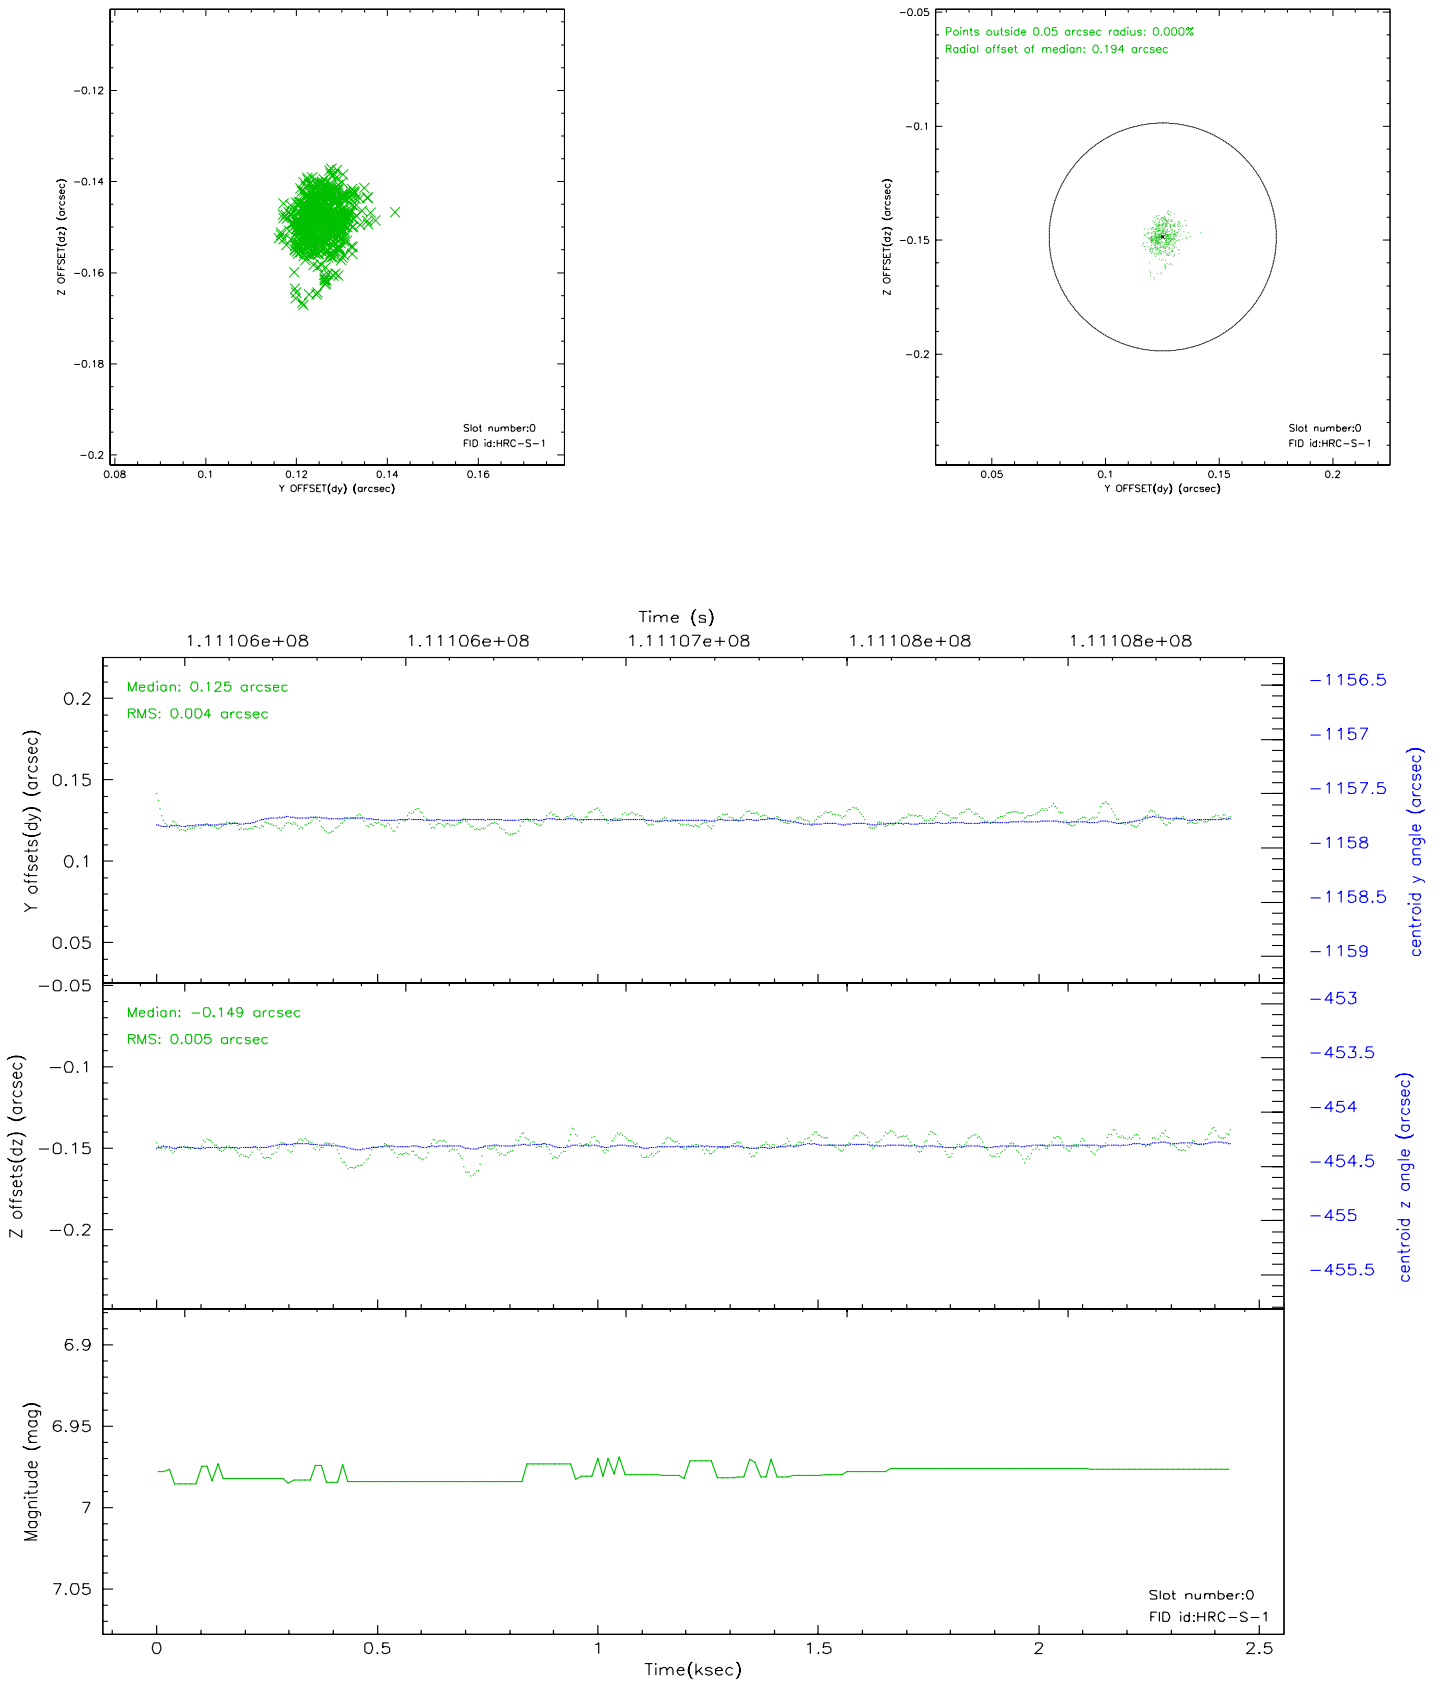 −0.12
−0.14
−0.16
−0.18
−0.2
Z OFFSET(dz) (arcsec)
Slot number:0
FID id:HRC−S−1
0.08 0.1 0.12 0.14 0.16
Y OFFSET(dy) (arcsec)
−0.05
Points outside 0.05 arcsec radius: 0.000%
Radial offset of median: 0.194 arcsec
−0.1
−0.15
−0.2
Z OFFSET(dz) (arcsec)
Slot number:0
FID id:HRC−S−1
0.05 0.1 0.15 0.2
Y OFFSET(dy) (arcsec)
Time (s)
1.11106e+08 1.11106e+08 1.11107e+08 1.11108e+08 1.11108e+08
Median: 0.125 arcsec
RMS: 0.004 arcsec
0.2
0.15
0.1
0.05
Y offsets(dy) (arcsec)
−1156.5
−1157
−1157.5
−1158
−1158.5
−1159
centroid y angle (arcsec)
−0.05
Median: −0.149 arcsec
RMS: 0.005 arcsec
−0.1
−0.15
−0.2
Z offsets(dz) (arcsec)
−453
−453.5
−454
−454.5
−455
−455.5
centroid z angle (arcsec)
6.9
6.95
7
7.05
Magnitude (mag)
Slot number:0
FID id:HRC−S−1
0 0.5 1 1.5 2 2.5
Time(ksec)